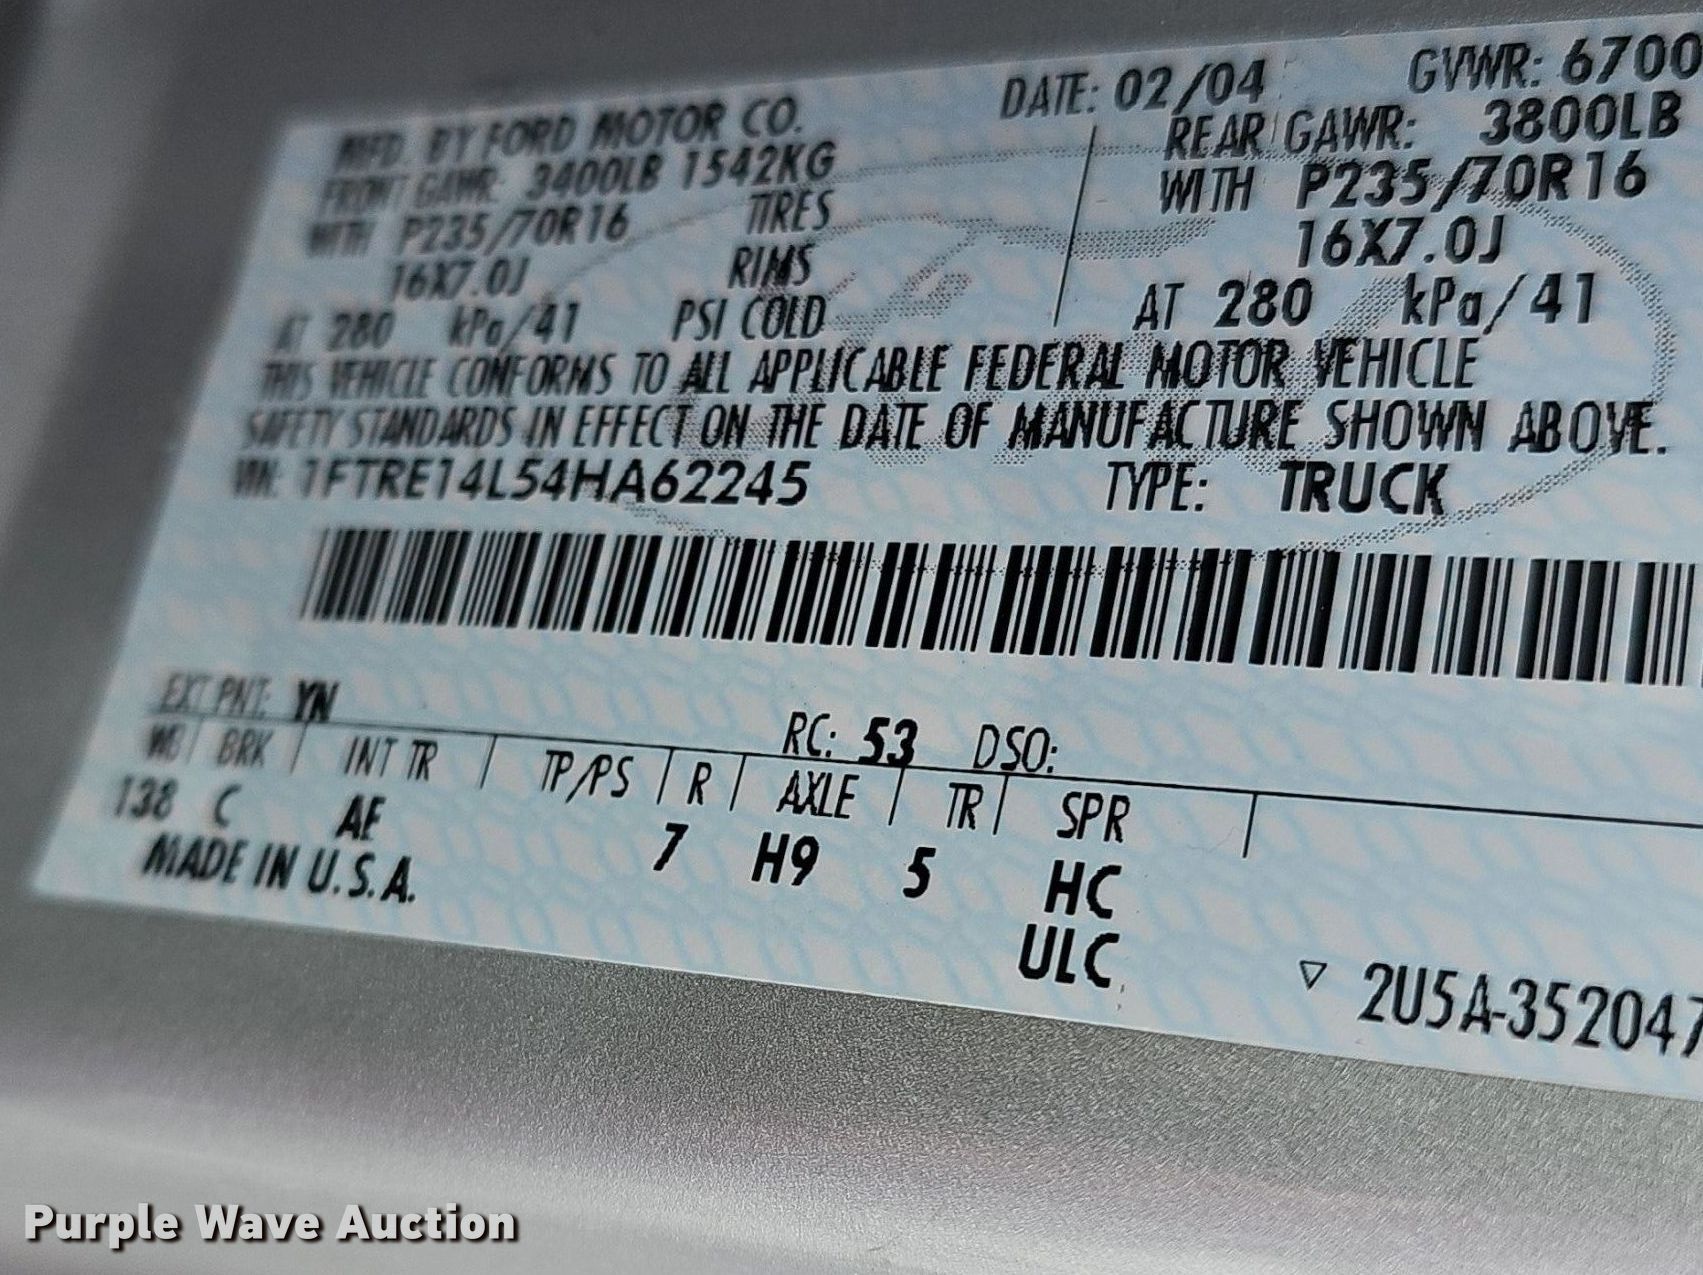 MFD. BY FORD MOTOR CO. DATE: 02/04 GVWR: 6700
FRONT GAWR: 3400LB 1542KG REAR GAWR: 3800LB
WITH P235/70R16 TIRES WITH P235/70R16
16X7.0J RIMS 16X7.0J
AT 280 kPa/41 PSI COLD AT 280 kPa/41
THIS VEHICLE CONFORMS TO ALL APPLICABLE FEDERAL MOTOR VEHICLE
SAFETY STANDARDS IN EFFECT ON THE DATE OF MANUFACTURE SHOWN ABOVE.
VIN: 1FTRE14L54HA62245 TYPE: TRUCK
EXT PNT: YN RC: 53 DSO:
WB BRK INT TR TP/PS R AXLE TR SPR
138 C AF 7 H9 5 HC
MADE IN U.S.A. ULC
▽ 2U5A-352047
Purple Wave Auction